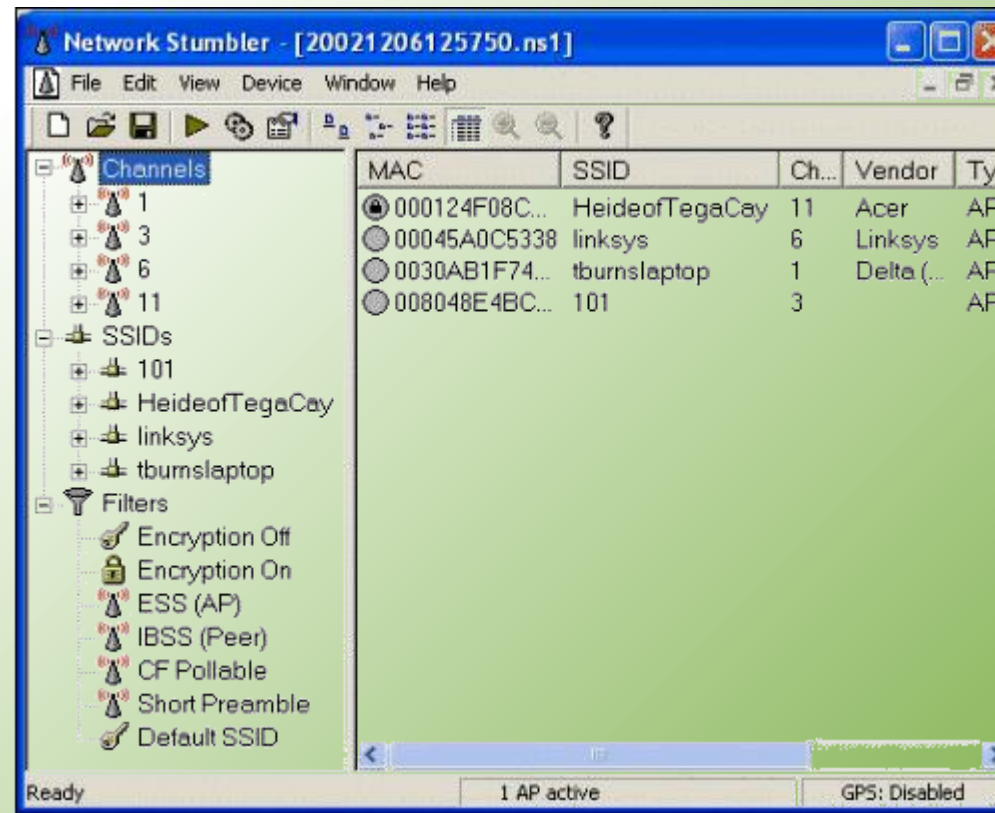 Network Stumbler - [20021206125750.ns1]
File Edit View Device Window Help
Channels
1
3
6
11
SSIDs
101
HeideofTegaCay
linksys
tburnslaptop
Filters
Encryption Off
Encryption On
ESS (AP)
IBSS (Peer)
CF Pollable
Short Preamble
Default SSID
MAC SSID Ch... Vendor Ty
000124F08C... HeideofTegaCay 11 Acer AP
00045A0C5338 linksys 6 Linksys AP
0030AB1F74... tburnslaptop 1 Delta (... AP
008048E4BC... 101 3 AP
Ready 1 AP active GPS: Disabled